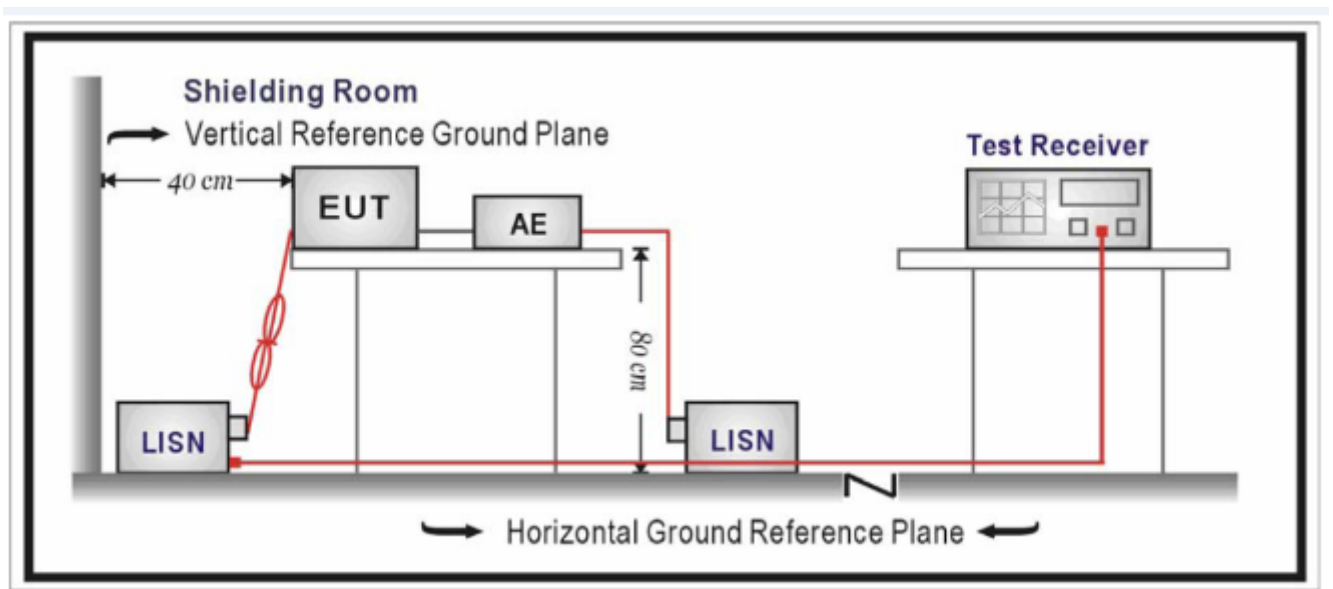 Shielding Room
Vertical Reference Ground Plane
Test Receiver
40 cm
EUT
AE
80 cm
LISN
LISN
Horizontal Ground Reference Plane